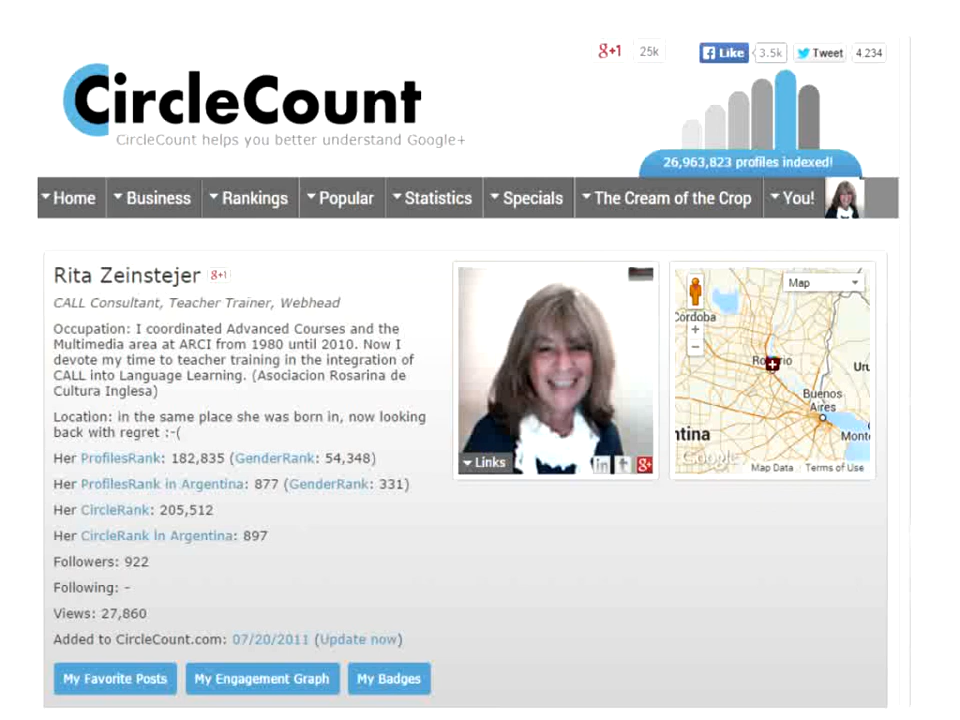 g+1 25k Like 3.5k Tweet 4.234
CircleCount
CircleCount helps you better understand Google+
26,963,823 profiles indexed!
Home Business Rankings Popular Statistics Specials The Cream of the Crop You!
Rita Zeinstejer g+1
CALL Consultant, Teacher Trainer, Webhead
Occupation: I coordinated Advanced Courses and the
Multimedia area at ARCI from 1980 until 2010. Now I
devote my time to teacher training in the integration of
CALL into Language Learning. (Asociacion Rosarina de
Cultura Inglesa)
Location: in the same place she was born in, now looking
back with regret :-(
Her ProfilesRank: 182,835 (GenderRank: 54,348)
Her ProfilesRank in Argentina: 877 (GenderRank: 331)
Her CircleRank: 205,512
Her CircleRank in Argentina: 897
Followers: 922
Following: -
Views: 27,860
Added to CircleCount.com: 07/20/2011 (Update now)
My Favorite Posts My Engagement Graph My Badges
Links in t g+
Map
Cordoba
+
-
Rosario
Uru
Buenos
Aires
ntina
Mont
Google
Map Data Terms of Use